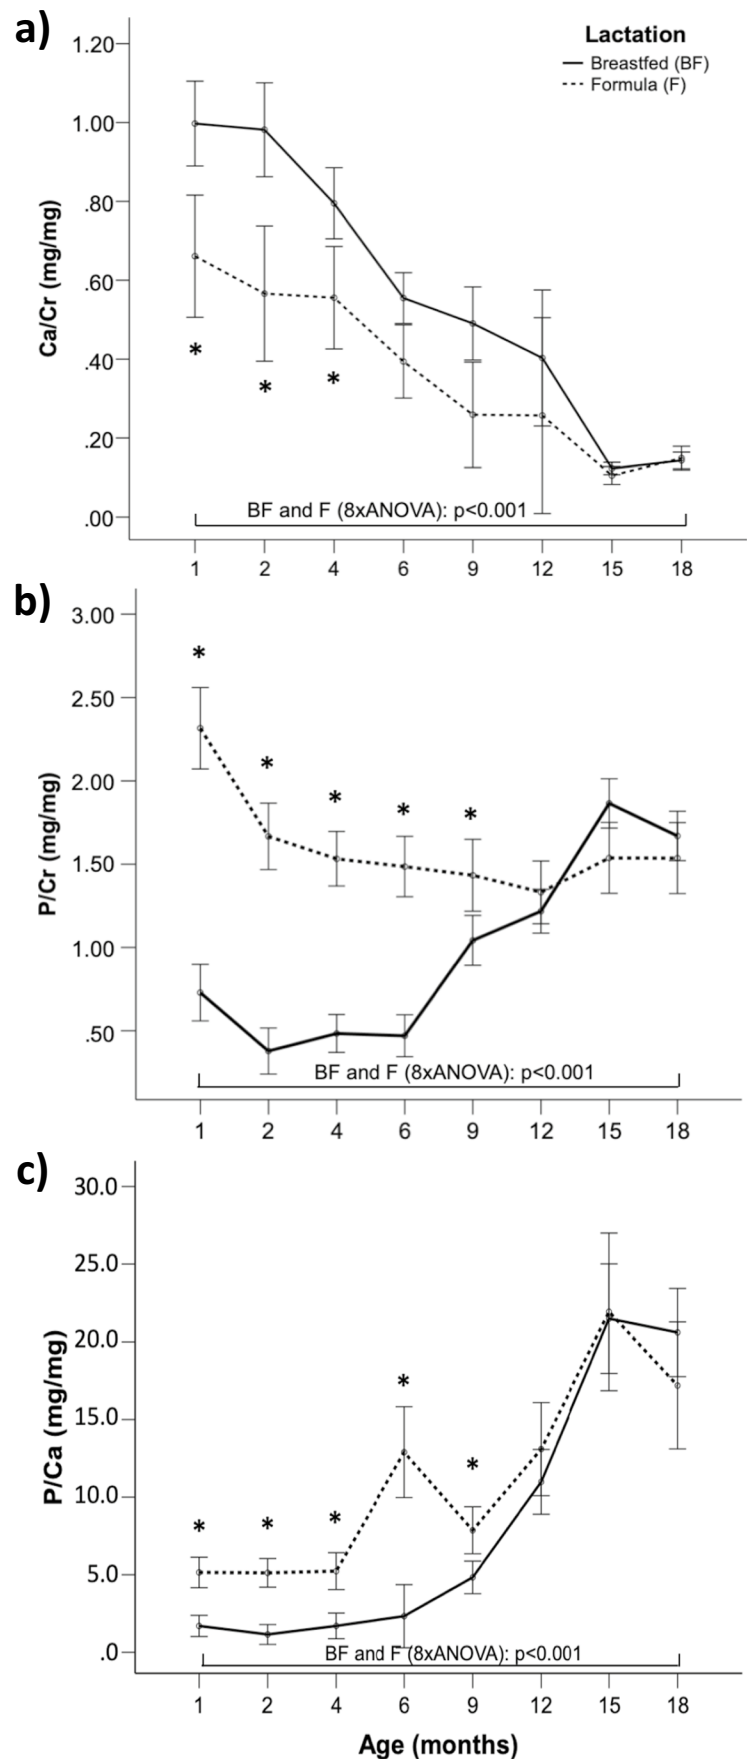 a)
Lactation
Breastfed (BF)
Formula (F)
Ca/Cr (mg/mg)
1.20
1.00
.80
.60
.40
.20
.00
*
*
*
BF and F (8xANOVA): p<0.001
1 2 4 6 9 12 15 18
b)
P/Cr (mg/mg)
3.00
2.50
2.00
1.50
1.00
.50
*
*
*
*
*
BF and F (8xANOVA): p<0.001
1 2 4 6 9 12 15 18
c)
P/Ca (mg/mg)
30.0
25.0
20.0
15.0
10.0
5.0
.0
*
*
*
*
*
BF and F (8xANOVA): p<0.001
1 2 4 6 9 12 15 18
Age (months)